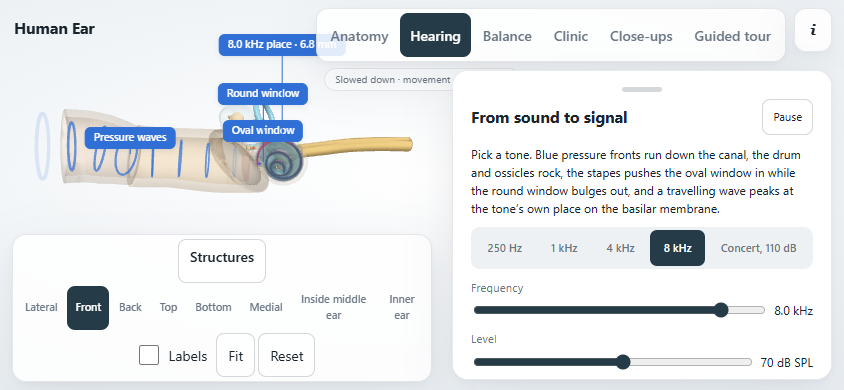 Human Ear
8.0 kHz place · 6.8 mm
Anatomy
Hearing
Balance
Clinic
Close-ups
Guided tour
i
Slowed down · movement
Round window
Oval window
Pressure waves
From sound to signal
Pause
Pick a tone. Blue pressure fronts run down the canal, the drum
and ossicles rock, the stapes pushes the oval window in while
the round window bulges out, and a travelling wave peaks at
the tone's own place on the basilar membrane.
250 Hz
1 kHz
4 kHz
8 kHz
Concert, 110 dB
Frequency
8.0 kHz
Level
70 dB SPL
Structures
Lateral
Front
Back
Top
Bottom
Medial
Inside middle
ear
Inner
ear
Labels
Fit
Reset